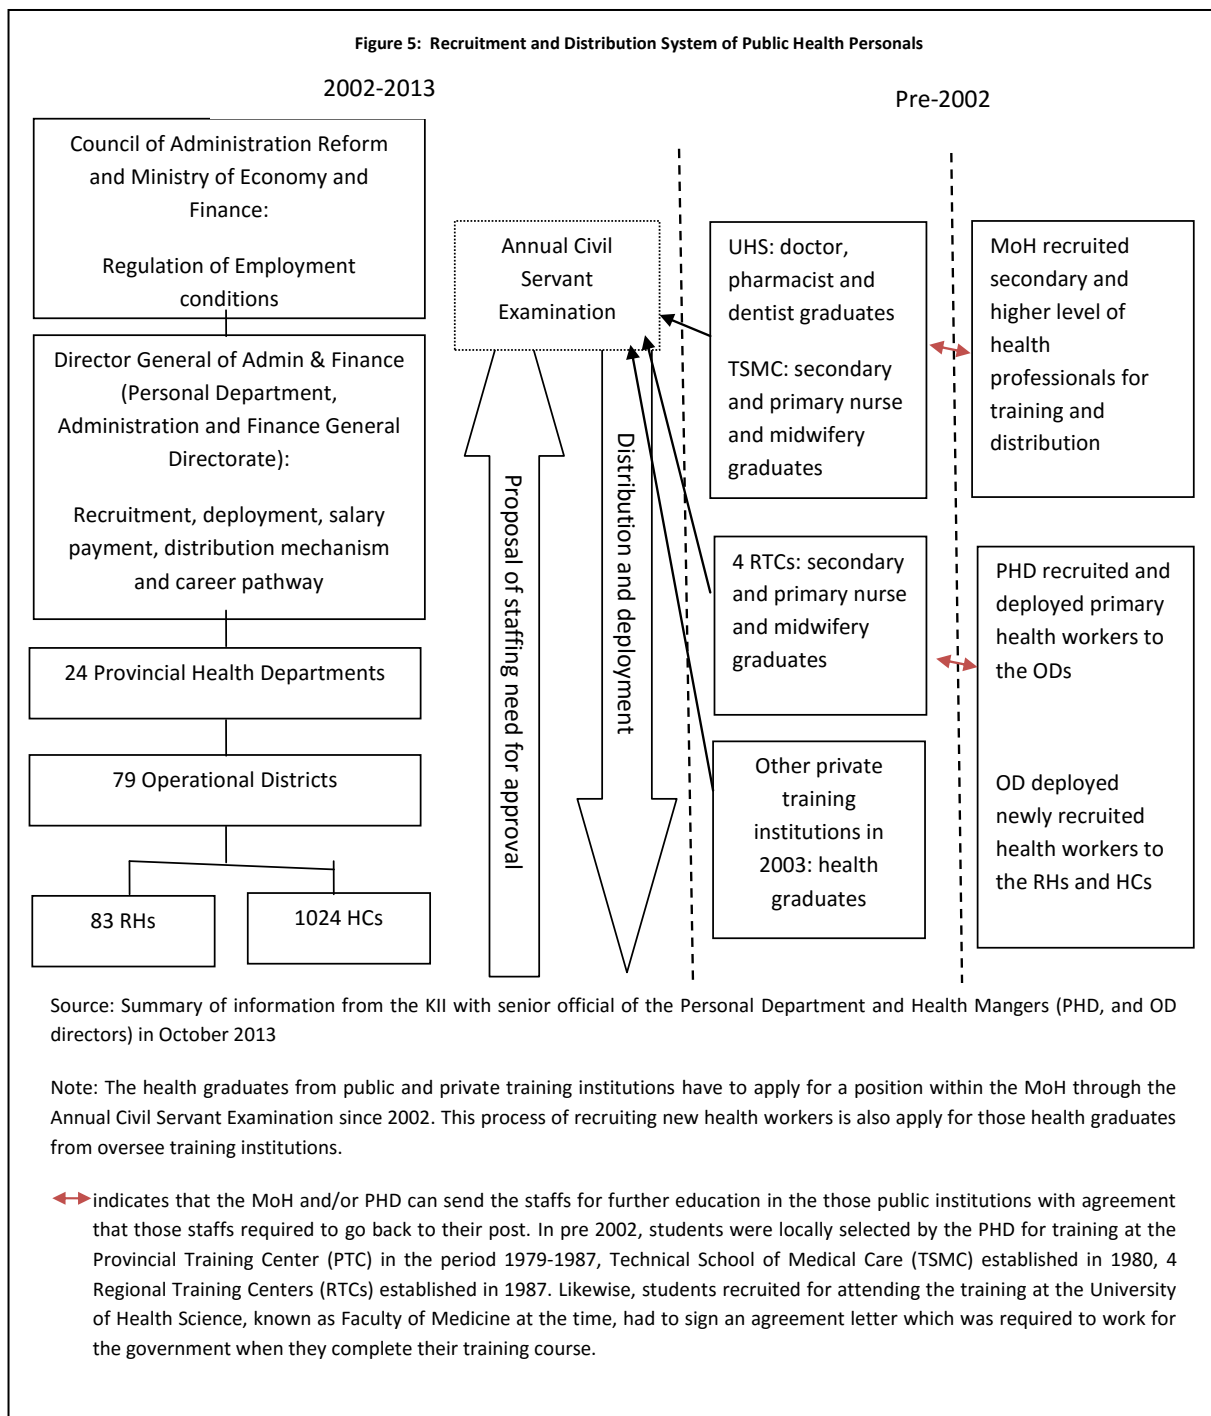 Figure 5: Recruitment and Distribution System of Public Health Personals
2002-2013
Pre-2002
Council of Administration Reform
and Ministry of Economy and
Finance:
Regulation of Employment
conditions
Director General of Admin & Finance
(Personal Department,
Administration and Finance General
Directorate):
Recruitment, deployment, salary
payment, distribution mechanism
and career pathway
24 Provincial Health Departments
79 Operational Districts
83 RHs
1024 HCs
Annual Civil
Servant
Examination
Proposal of staffing need for approval
Distribution and deployment
UHS: doctor,
pharmacist and
dentist graduates
TSMC: secondary
and primary nurse
and midwifery
graduates
4 RTCs: secondary
and primary nurse
and midwifery
graduates
Other private
training
institutions in
2003: health
graduates
MoH recruited
secondary and
higher level of
health
professionals for
training and
distribution
PHD recruited and
deployed primary
health workers to
the ODs
OD deployed
newly recruited
health workers to
the RHs and HCs
Source: Summary of information from the KII with senior official of the Personal Department and Health Mangers (PHD, and OD
directors) in October 2013
Note: The health graduates from public and private training institutions have to apply for a position within the MoH through the
Annual Civil Servant Examination since 2002. This process of recruiting new health workers is also apply for those health graduates
from oversee training institutions.
indicates that the MoH and/or PHD can send the staffs for further education in the those public institutions with agreement
that those staffs required to go back to their post. In pre 2002, students were locally selected by the PHD for training at the
Provincial Training Center (PTC) in the period 1979-1987, Technical School of Medical Care (TSMC) established in 1980, 4
Regional Training Centers (RTCs) established in 1987. Likewise, students recruited for attending the training at the University
of Health Science, known as Faculty of Medicine at the time, had to sign an agreement letter which was required to work for
the government when they complete their training course.